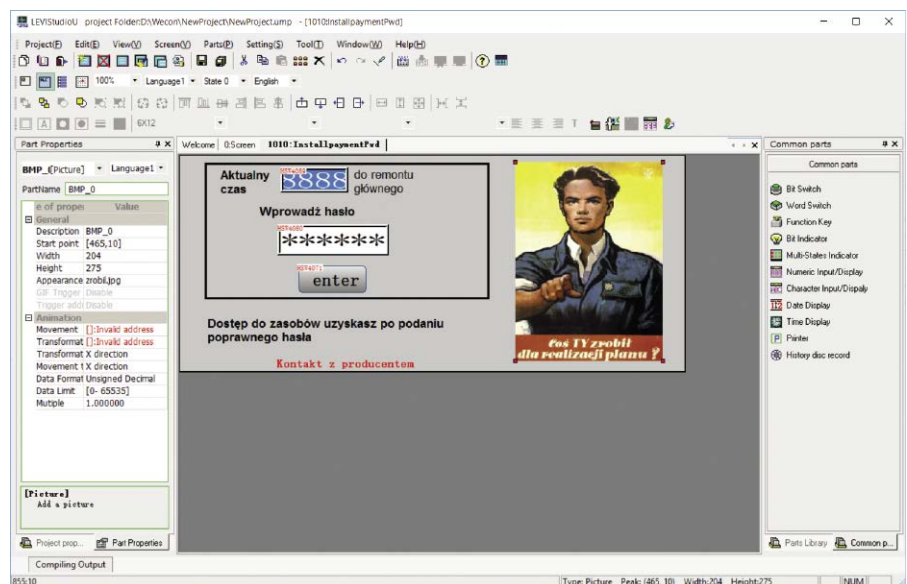 LEVIStudioU project Folder:D:\Wecon\NewProject\NewProject.ump - [1010:InstallpaymentPwd]
Project(F) Edit(E) View(V) Screen(V) Parts(P) Setting(S) Tool(T) Window(W) Help(H)
100% Language1 State 0 English
6X12
Part Properties
BMP_0[Picture] Language1
PartName BMP_0
e of proper Value
General
Description BMP_0
Start point [465,10]
Width 204
Height 275
Appearance zrobil.jpg
GIF Trigger Disable
Trigger addr Disable
Animation
Movement []:Invalid address
Transformat []:Invalid address
Transformat X direction
Movement t X direction
Data Format Unsigned Decimal
Data Limit [0- 65535]
Mutiple 1.000000
[Picture]
Add a picture
Project prop... Part Properties
Compiling Output
855:10
Welcome 0:Screen 1010:InstallpaymentPwd
Aktualny czas
8888
do remontu głównego
Wprowadź hasło
******
enter
Dostęp do zasobów uzyskasz po podaniu
poprawnego hasła
Kontakt z producentem
Coś TY zrobił
dla realizacji planu ?
Common parts
Common parts
Bit Switch
Word Switch
Function Key
Bit Indicator
Multi-States Indicator
Numeric Input/Display
Character Input/Dispaly
Date Display
Time Display
Printer
History disc record
Parts Library Common p...
Type: Picture Peak: (465, 10) Width:204 Height:275 NUM